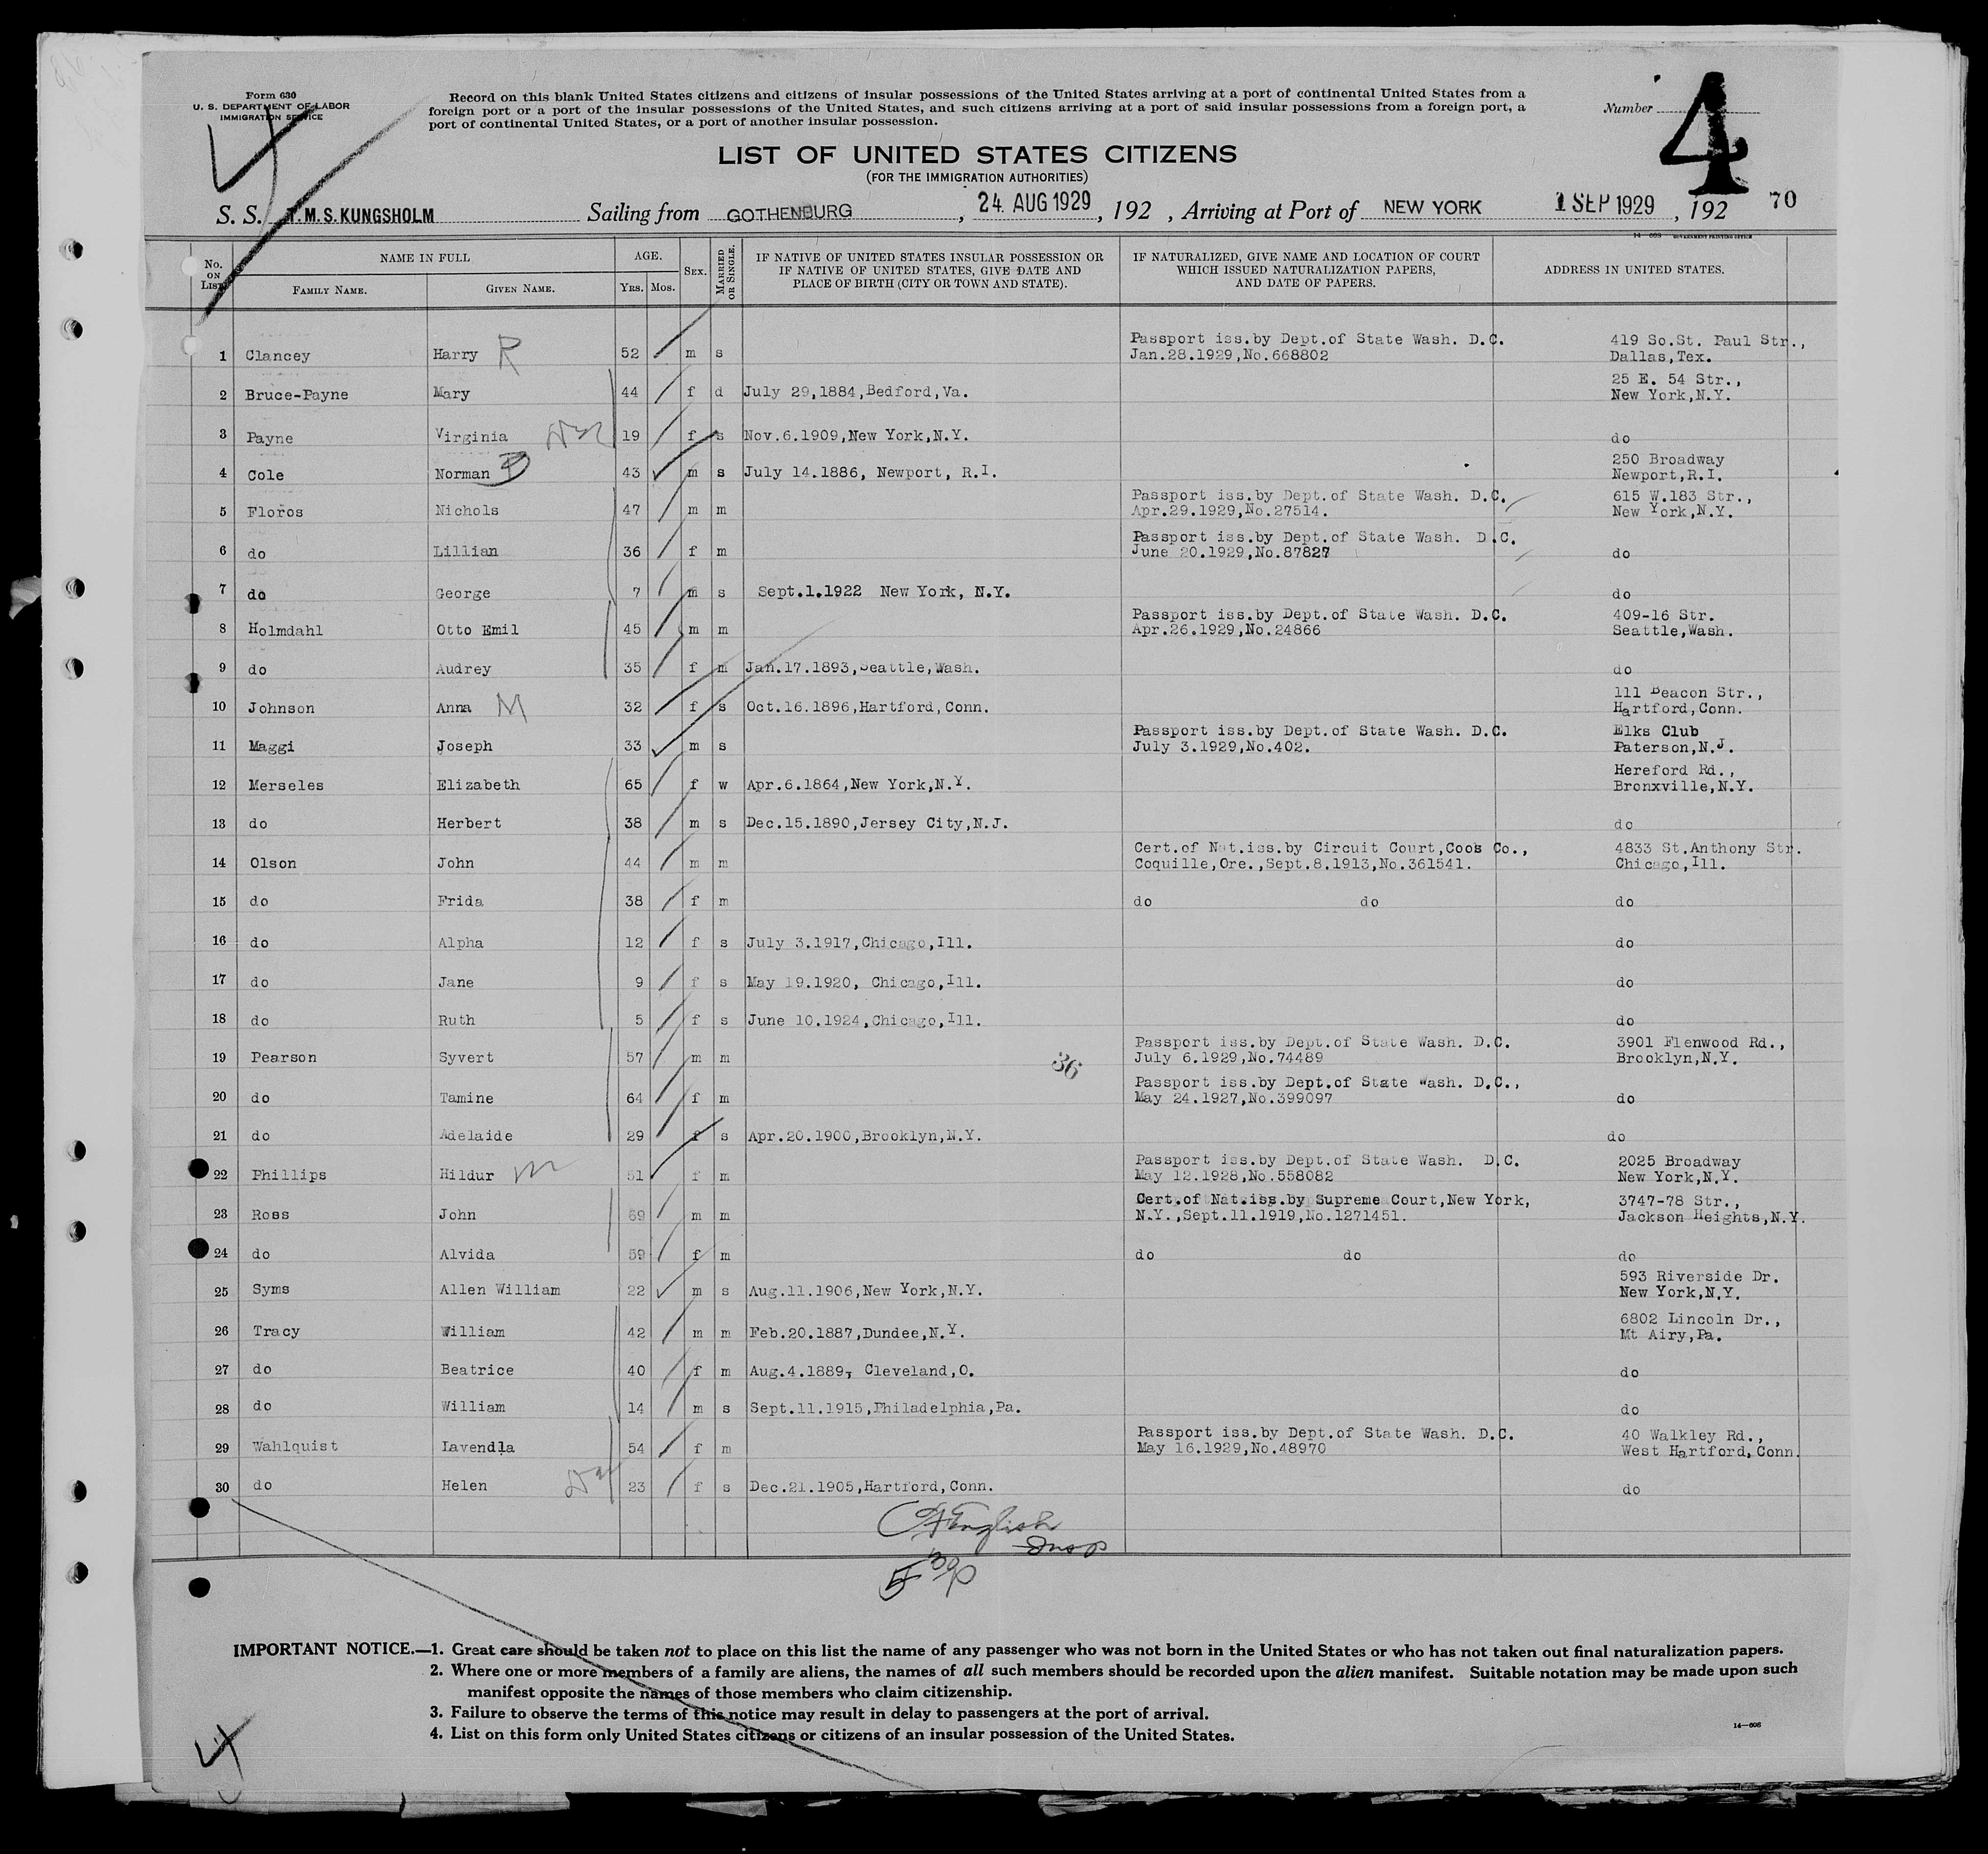 Form 630
U. S. DEPARTMENT OF LABOR
IMMIGRATION SERVICE
Record on this blank United States citizens and citizens of insular possessions of the United States arriving at a port of continental United States from a
foreign port or a port of the insular possessions of the United States, and such citizens arriving at a port of said insular possessions from a foreign port, a
port of continental United States, or a port of another insular possession.
Number 4
4
LIST OF UNITED STATES CITIZENS
(FOR THE IMMIGRATION AUTHORITIES)
S. S. T.M.S. KUNGSHOLM Sailing from GOTHENBURG, 24. AUG 1929, 192 , Arriving at Port of NEW YORK 1 SEP 1929, 192 70
No. ON LIST NAME IN FULL FAMILY NAME. GIVEN NAME. AGE. YRS. MOS. SEX. MARRIED OR SINGLE. IF NATIVE OF UNITED STATES INSULAR POSSESSION OR IF NATIVE OF UNITED STATES, GIVE DATE AND PLACE OF BIRTH (CITY OR TOWN AND STATE). IF NATURALIZED, GIVE NAME AND LOCATION OF COURT WHICH ISSUED NATURALIZATION PAPERS, AND DATE OF PAPERS. ADDRESS IN UNITED STATES.
1 Clancey Harry R 52 m s Passport iss.by Dept.of State Wash. D.C. Jan.28.1929,No.668802 419 So.St. Paul Str., Dallas,Tex.
2 Bruce-Payne Mary 44 f d July 29,1884,Bedford,Va. 25 E. 54 Str., New York,N.Y.
3 Payne Virginia 19 f s Nov.6.1909,New York,N.Y. do
4 Cole Norman 43 m s July 14.1886, Newport, R.I. 250 Broadway Newport,R.I.
5 Floros Nichols 47 m m Passport iss.by Dept.of State Wash. D.C. Apr.29.1929,No.27514. 615 W.183 Str., New York,N.Y.
6 do Lillian 36 f m Passport iss.by Dept.of State Wash. D.C. June 20.1929,No.87827 do
7 do George 7 m s Sept.1.1922 New York, N.Y. do
8 Holmdahl Otto Emil 45 m m Passport iss.by Dept.of State Wash. D.C. Apr.26.1929,No.24866 409-16 Str. Seattle,Wash.
9 do Audrey 35 f m Jan.17.1893,Seattle,Wash. do
10 Johnson Anna M 32 f s Oct.16.1896,Hartford,Conn. 111 Beacon Str., Hartford,Conn.
11 Maggi Joseph 33 m s Passport iss.by Dept.of State Wash. D.C. July 3.1929,No.402. Elks Club Paterson,N.J.
12 Merseles Elizabeth 65 f w Apr.6.1864,New York,N.Y. Hereford Rd., Bronxville,N.Y.
13 do Herbert 38 m s Dec.15.1890,Jersey City,N.J. do
14 Olson John 44 m m Cert.of Nat.iss.by Circuit Court,Coos Co., Coquille,Ore.,Sept.8.1913,No.361541. 4833 St.Anthony Str. Chicago,Ill.
15 do Frida 38 f m do do do
16 do Alpha 12 f s July 3.1917,Chicago,Ill. do
17 do Jane 9 f s May 19.1920, Chicago,Ill. do
18 do Ruth 5 f s June 10.1924,Chicago,Ill. do
19 Pearson Syvert 57 m m 36 Passport iss.by Dept.of State Wash. D.C. July 6.1929,No.74489 3901 Flenwood Rd., Brooklyn,N.Y.
20 do Tamine 64 f m Passport iss.by Dept.of State Wash. D.C., May 24.1927,No.399097 do
21 do Adelaide 29 f s Apr.20.1900,Brooklyn,N.Y. do
22 Phillips Hildur m 51 f m Passport iss.by Dept.of State Wash. D.C. May 12.1928,No.558082 2025 Broadway New York,N.Y.
23 Ross John 69 m m Cert.of Nat.iss.by Supreme Court,New York, N.Y.,Sept.11.1919,No.1271451. 3747-78 Str., Jackson Heights,N.Y.
24 do Alvida 59 f m do do do
25 Syms Allen William 22 m s Aug.11.1906,New York,N.Y. 593 Riverside Dr. New York,N.Y.
26 Tracy William 42 m m Feb.20.1887,Dundee,N.Y. 6802 Lincoln Dr., Mt Airy,Pa.
27 do Beatrice 40 f m Aug.4.1889, Cleveland,O. do
28 do William 14 m s Sept.11.1915,Philadelphia,Pa. do
29 Wahlquist Lavendla 54 f m Passport iss.by Dept.of State Wash. D.C. May 16.1929,No.48970 40 Walkley Rd., West Hartford,Conn.
30 do Helen 23 f s Dec.21.1905,Hartford,Conn. do
English
Insp
5 30 p
IMPORTANT NOTICE.—1. Great care should be taken not to place on this list the name of any passenger who was not born in the United States or who has not taken out final naturalization papers.
2. Where one or more members of a family are aliens, the names of all such members should be recorded upon the alien manifest. Suitable notation may be made upon such
manifest opposite the names of those members who claim citizenship.
3. Failure to observe the terms of this notice may result in delay to passengers at the port of arrival.
4. List on this form only United States citizens or citizens of an insular possession of the United States.
14—608
4